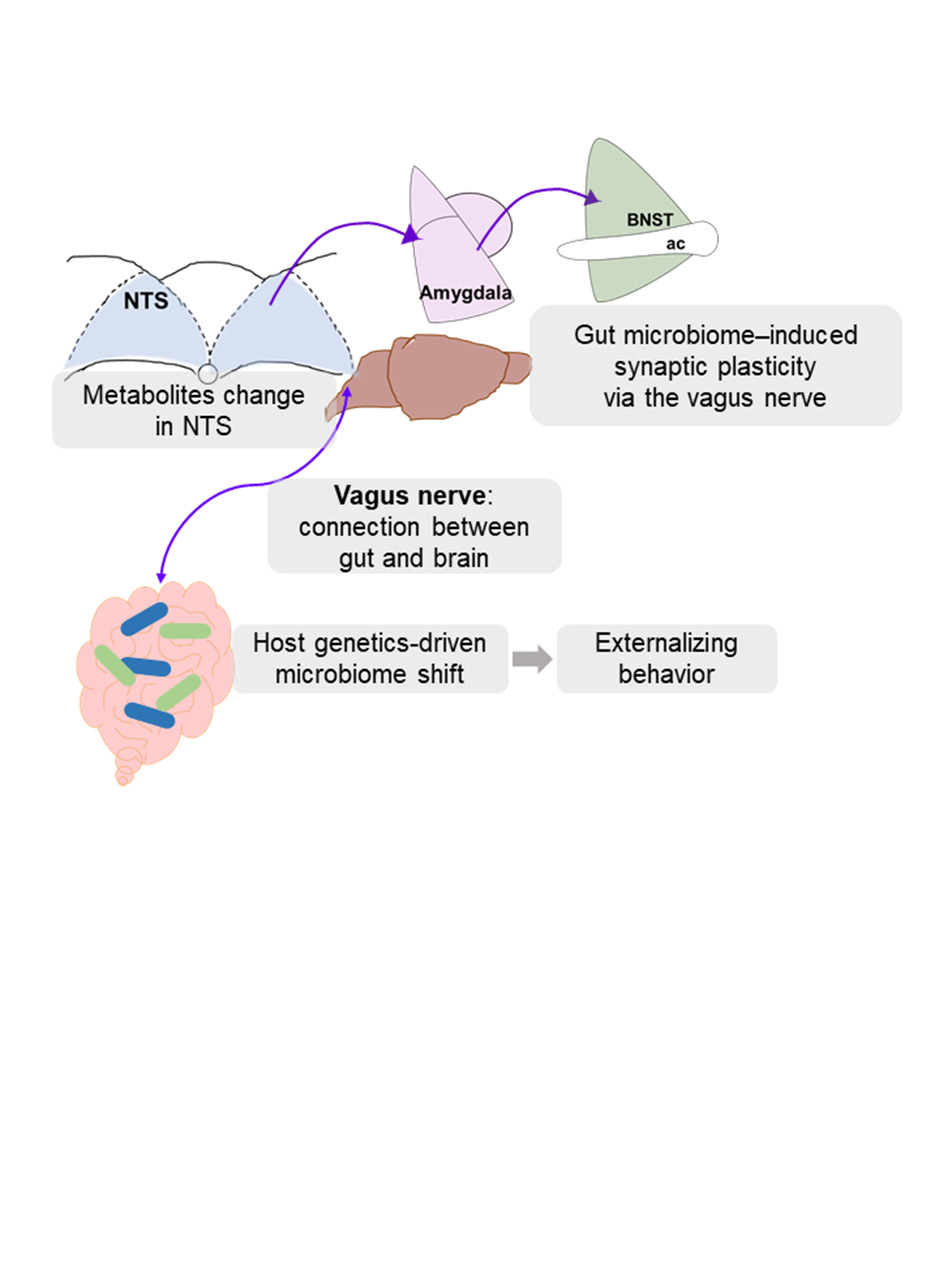 BNST
ac
Amygdala
NTS
Gut microbiome–induced
synaptic plasticity
via the vagus nerve
Metabolites change
in NTS
Vagus nerve:
connection between
gut and brain
Host genetics-driven
microbiome shift
Externalizing
behavior